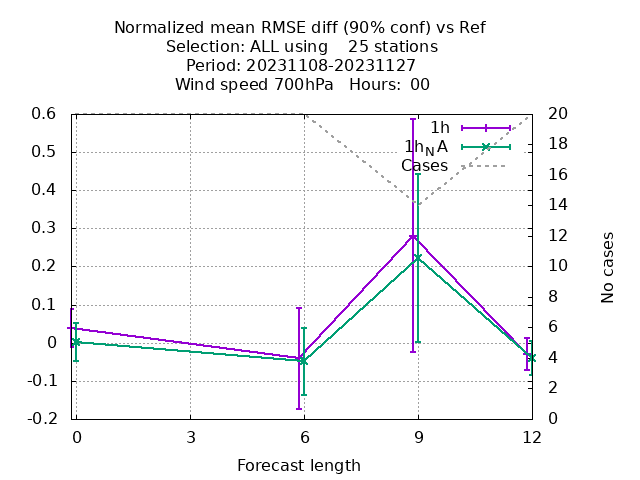 Normalized mean RMSE diff (90% conf) vs Ref
Selection: ALL using 25 stations
Period: 20231108-20231127
Wind speed 700hPa Hours: 00
0.6
0.5
0.4
0.3
0.2
0.1
0
-0.1
-0.2
20
18
16
14
12
10
8
6
4
2
0
1h
1hNA
Cases
No cases
0 3 6 9 12
Forecast length